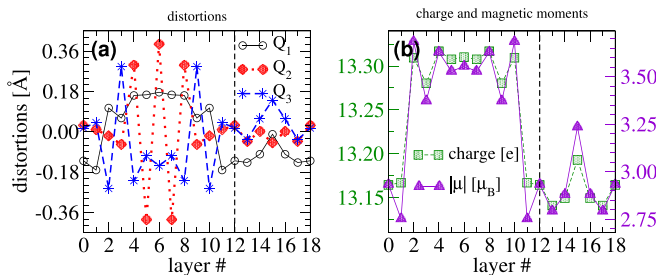 distortions
charge and magnetic moments
(a)
Q1
Q2
Q3
distortions [Å]
0.36
0.18
0.00
-0.18
-0.36
0 2 4 6 8 10 12 14 16 18
layer #
(b)
13.30
13.25
13.20
13.15
charge [e]
|μ| [μB]
3.50
3.25
3.00
2.75
0 2 4 6 8 10 12 14 16 18
layer #